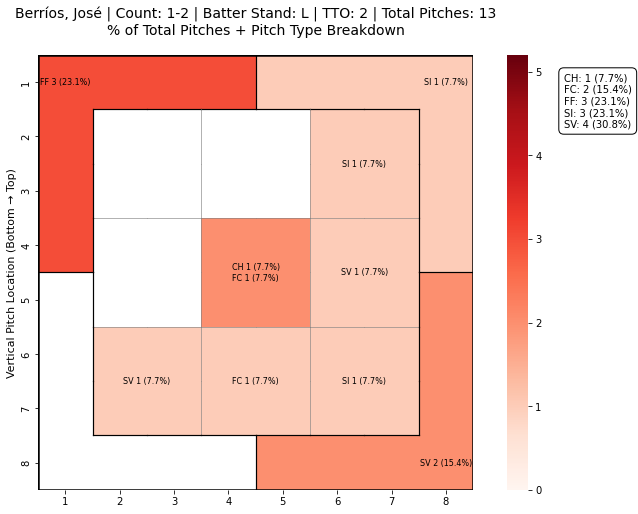 Berríos, José | Count: 1-2 | Batter Stand: L | TTO: 2 | Total Pitches: 13
% of Total Pitches + Pitch Type Breakdown
FF 3 (23.1%)
SI 1 (7.7%)
SI 1 (7.7%)
CH 1 (7.7%)
FC 1 (7.7%)
SV 1 (7.7%)
SV 1 (7.7%)
FC 1 (7.7%)
SI 1 (7.7%)
SV 2 (15.4%)
Vertical Pitch Location (Bottom → Top)
1
2
3
4
5
6
7
8
1 2 3 4 5 6 7 8
5
4
3
2
1
0
CH: 1 (7.7%)
FC: 2 (15.4%)
FF: 3 (23.1%)
SI: 3 (23.1%)
SV: 4 (30.8%)